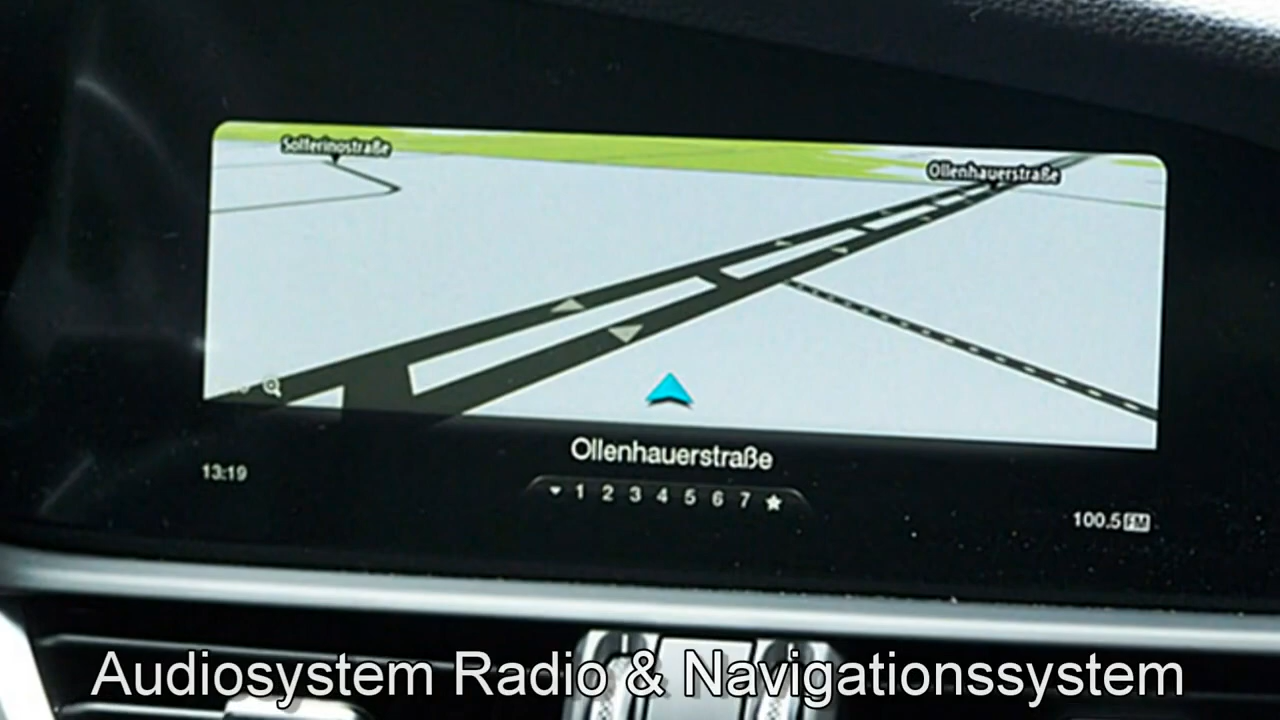 Solferinostraße
Ollenhauerstraße
Ollenhauerstraße
13:19
1 2 3 4 5 6 7
100.5 FM
Audiosystem Radio & Navigationssystem